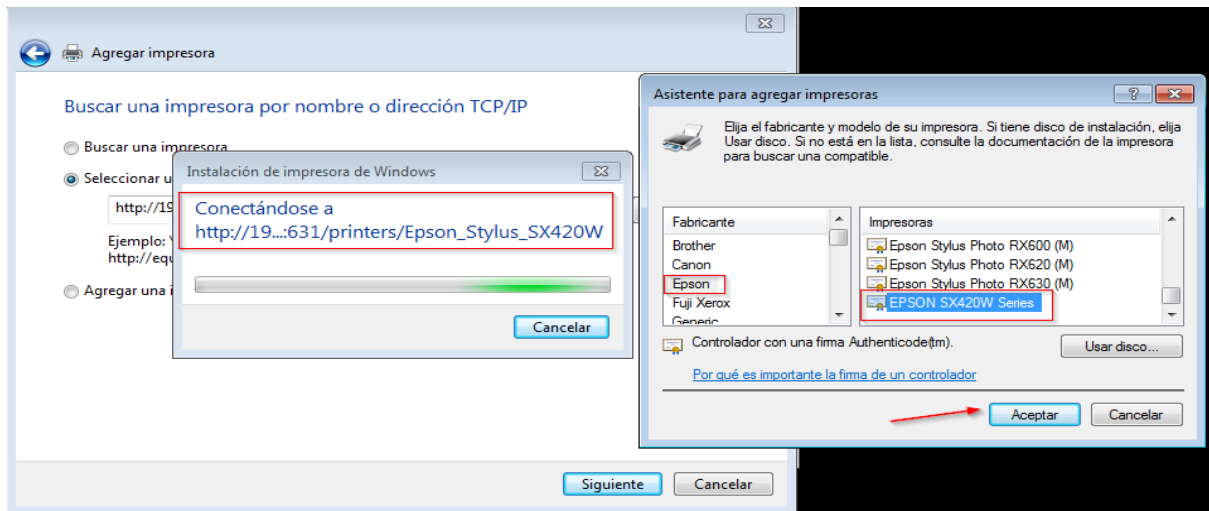 Agregar impresora
Buscar una impresora por nombre o dirección TCP/IP
Buscar una impresora
Seleccionar u
http://19
Ejemplo:
http://equ
Agregar una i
Instalación de impresora de Windows
Conectándose a
http://19...:631/printers/Epson_Stylus_SX420W
Cancelar
Siguiente
Cancelar
Asistente para agregar impresoras
Elija el fabricante y modelo de su impresora. Si tiene disco de instalación, elija
Usar disco. Si no está en la lista, consulte la documentación de la impresora
para buscar una compatible.
Fabricante
Brother
Canon
Epson
Fuji Xerox
Generic
Impresoras
Epson Stylus Photo RX600 (M)
Epson Stylus Photo RX620 (M)
Epson Stylus Photo RX630 (M)
EPSON SX420W Series
Controlador con una firma Authenticode(tm).
Usar disco...
Por qué es importante la firma de un controlador
Aceptar
Cancelar